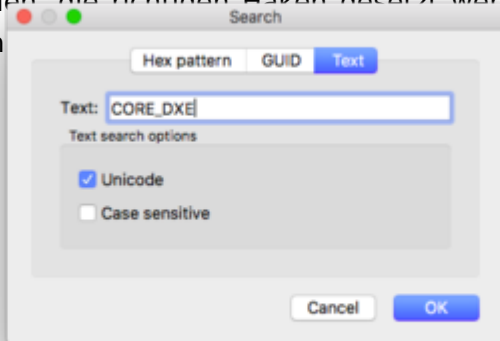 Search
Hex pattern GUID Text
Text: CORE_DXE
Text search options
Unicode
Case sensitive
Cancel OK